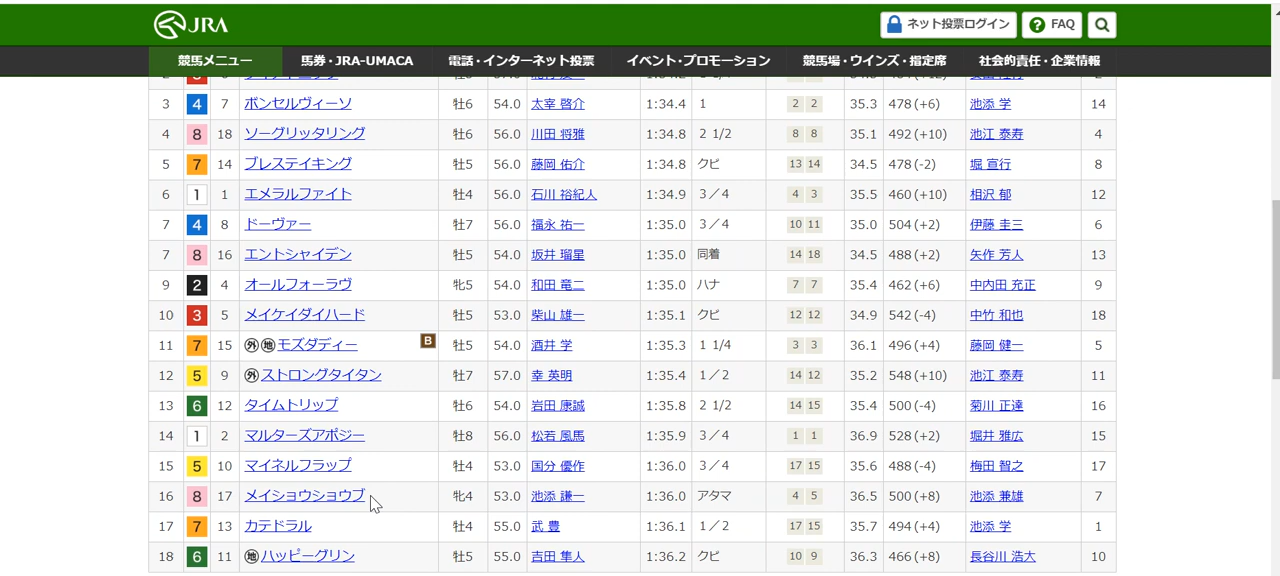 JRA
ネット投票ログイン ? FAQ
競馬メニュー 馬券・JRA-UMACA 電話・インターネット投票 イベント・プロモーション 競馬場・ウインズ・指定席 社会的責任・企業情報
3 4 7 ボンセルヴィーソ 牡6 54.0 太宰 啓介 1:34.4 1 2 2 35.3 478(+6) 池添 学 14
4 8 18 ソーグリッタリング 牡6 56.0 川田 将雅 1:34.8 2 1/2 8 8 35.1 492(+10) 池江 泰寿 4
5 7 14 プレステイキング 牡5 56.0 藤岡 佑介 1:34.8 クビ 13 14 34.5 478(-2) 堀 宣行 8
6 1 1 エメラルファイト 牡4 56.0 石川 裕紀人 1:34.9 3/4 4 3 35.5 460(+10) 相沢 郁 12
7 4 8 ドーヴァー 牡7 56.0 福永 祐一 1:35.0 3/4 10 11 35.0 504(+2) 伊藤 圭三 6
7 8 16 エントシャイデン 牡5 54.0 坂井 瑠星 1:35.0 同着 14 18 34.5 488(+2) 矢作 芳人 13
9 2 4 オールフォーラヴ 牝5 54.0 和田 竜二 1:35.0 ハナ 7 7 35.4 462(+6) 中内田 充正 9
10 3 5 メイケイダイハード 牡5 53.0 柴山 雄一 1:35.1 クビ 12 12 34.9 542(-4) 中竹 和也 18
11 7 15 外 地 モズダディー B 牡5 54.0 酒井 学 1:35.3 1 1/4 3 3 36.1 496(+4) 藤岡 健一 5
12 5 9 外 ストロングタイタン 牡7 57.0 幸 英明 1:35.4 1/2 14 12 35.2 548(+10) 池江 泰寿 11
13 6 12 タイムトリップ 牡6 54.0 岩田 康誠 1:35.8 2 1/2 14 15 35.4 500(-4) 菊川 正達 16
14 1 2 マルターズアポジー 牡8 56.0 松若 風馬 1:35.9 3/4 1 1 36.9 528(+2) 堀井 雅広 15
15 5 10 マイネルフラップ 牡4 53.0 国分 優作 1:36.0 3/4 17 15 35.6 488(-4) 梅田 智之 17
16 8 17 メイショウショウブ 牝4 53.0 池添 謙一 1:36.0 アタマ 4 5 36.5 500(+8) 池添 兼雄 7
17 7 13 カテドラル 牡4 55.0 武 豊 1:36.1 1/2 17 15 35.7 494(+4) 池添 学 1
18 6 11 地 ハッピーグリン 牡5 55.0 吉田 隼人 1:36.2 クビ 10 9 36.3 466(+8) 長谷川 浩大 10